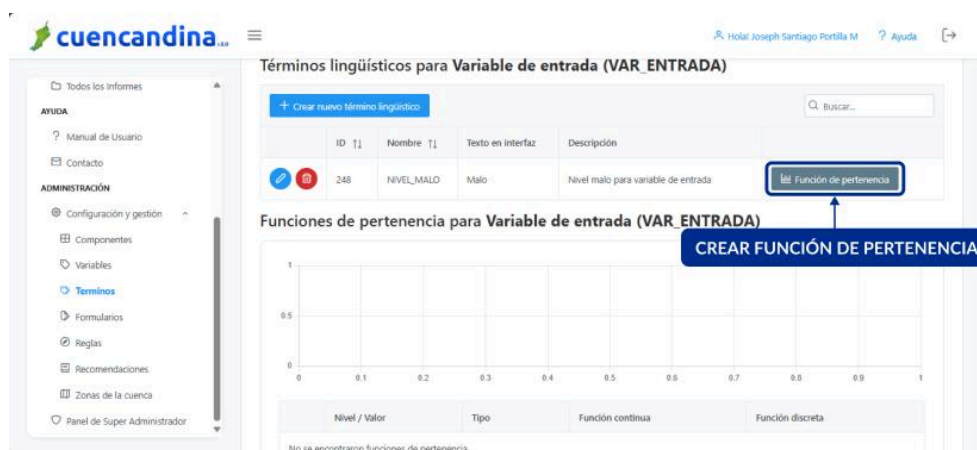 cuencandina
Hola! Joseph Santiago Portilla M
? Ayuda
Todos los Informes
AYUDA
? Manual de Usuario
Contacto
ADMINISTRACIÓN
Configuración y gestión
Componentes
Variables
Terminos
Formularios
Reglas
Recomendaciones
Zonas de la cuenca
Panel de Super Administrador
Términos lingüísticos para Variable de entrada (VAR_ENTRADA)
+ Crear nuevo término lingüístico
Buscar...
ID ↑↓ Nombre ↑↓ Texto en interfaz Descripción
248 NIVEL_MALO Malo Nivel malo para variable de entrada Función de pertenencia
CREAR FUNCIÓN DE PERTENENCIA
Funciones de pertenencia para Variable de entrada (VAR_ENTRADA)
1
0.5
0
0 0.1 0.2 0.3 0.4 0.5 0.6 0.7 0.8 0.9 1
Nivel / Valor Tipo Función continua Función discreta
No se encontraron funciones de pertenencia